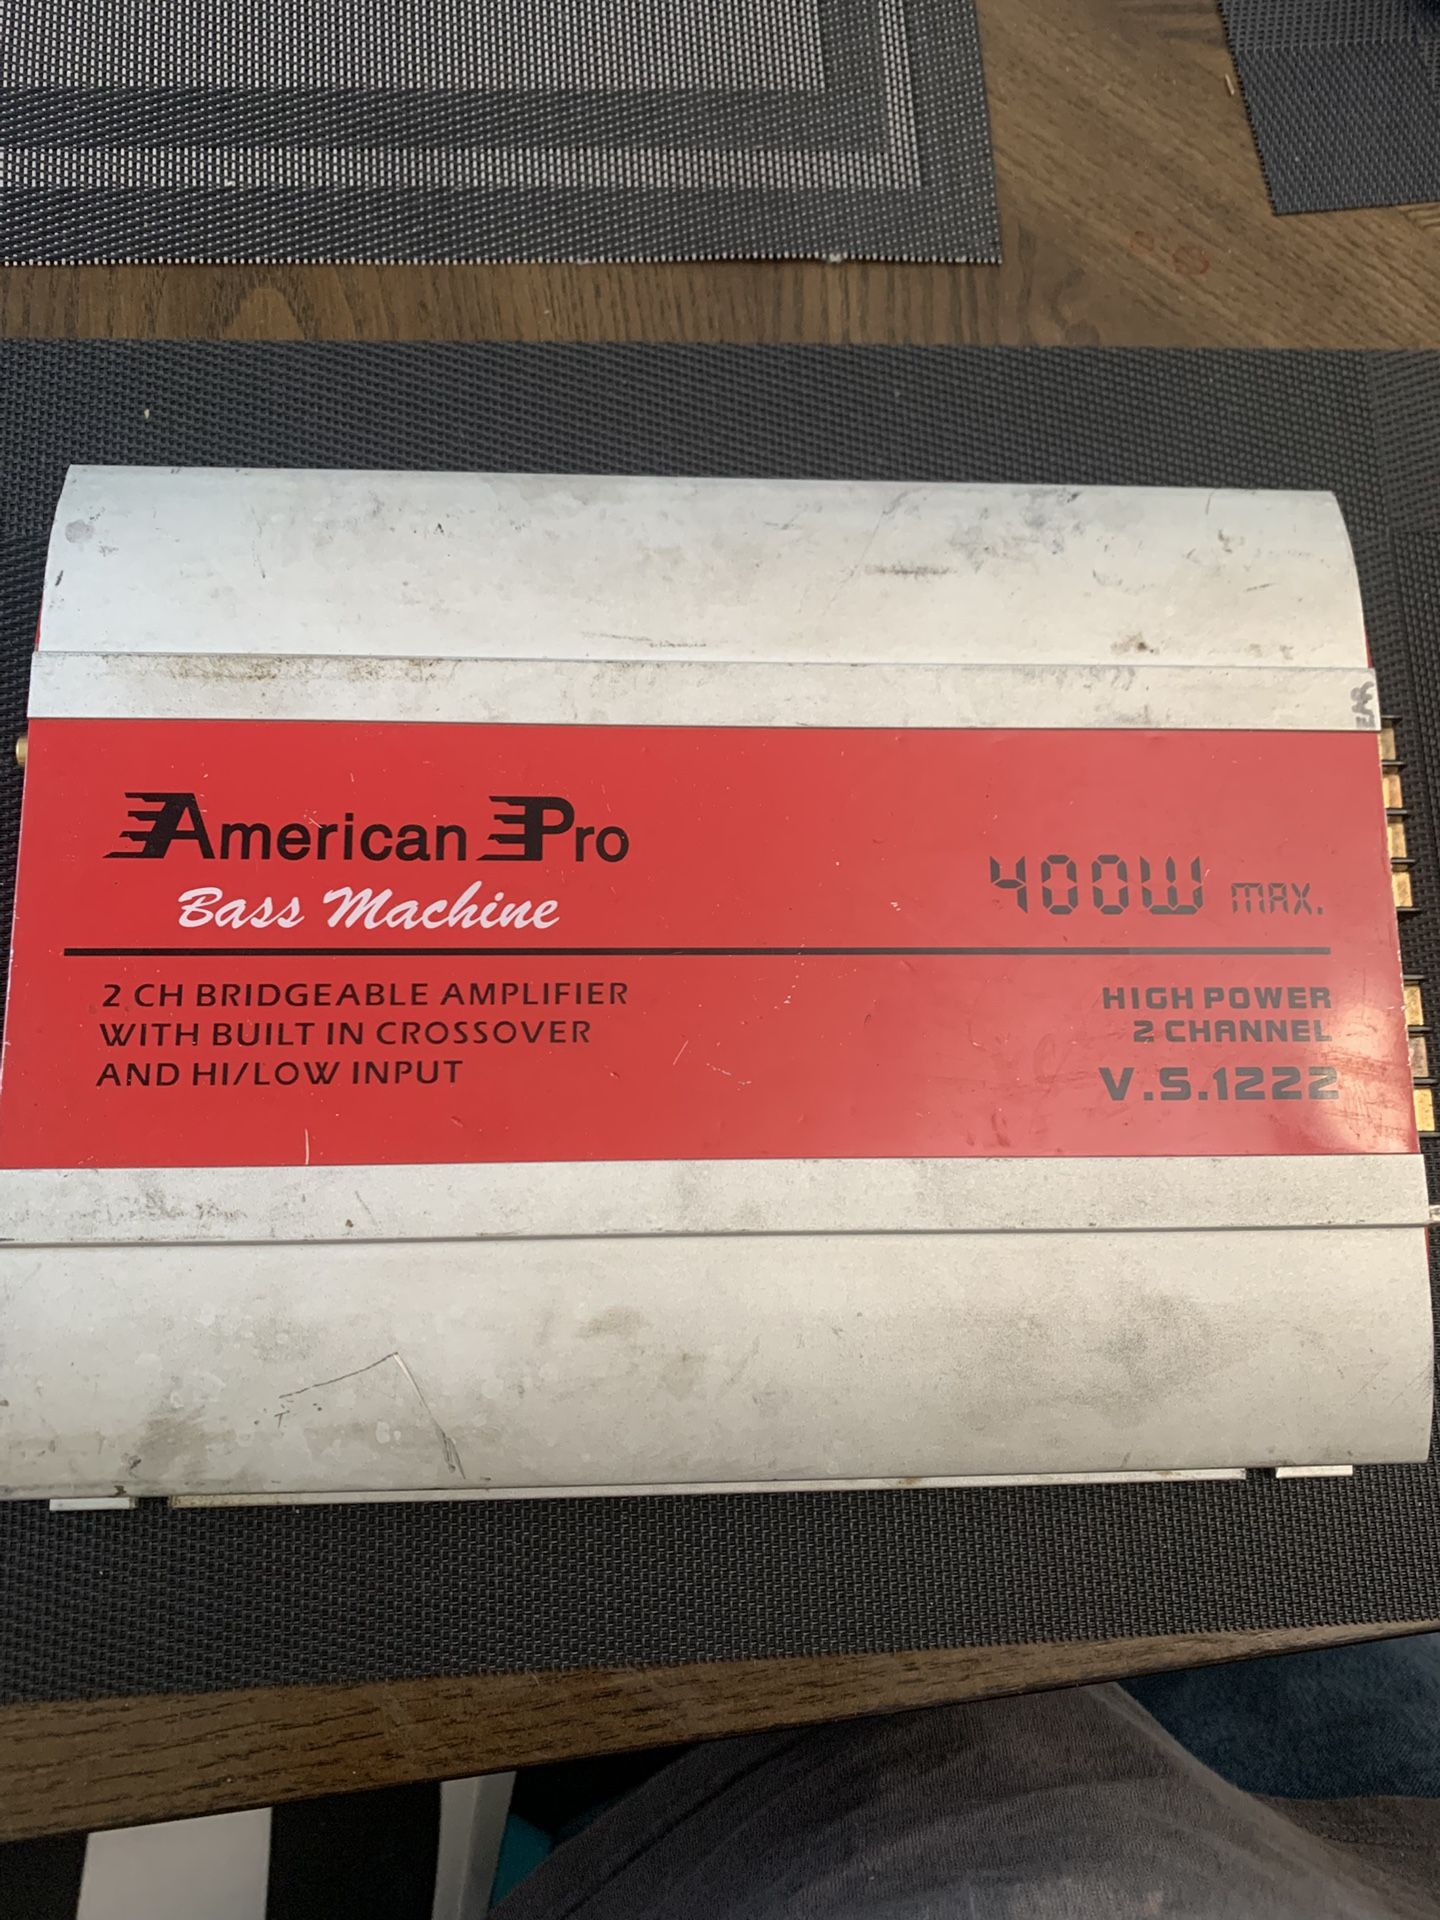 American Pro
Bass Machine
400W MAX.
2 CH BRIDGEABLE AMPLIFIER
WITH BUILT IN CROSSOVER
AND HI/LOW INPUT
HIGH POWER
2 CHANNEL
V.S.1222